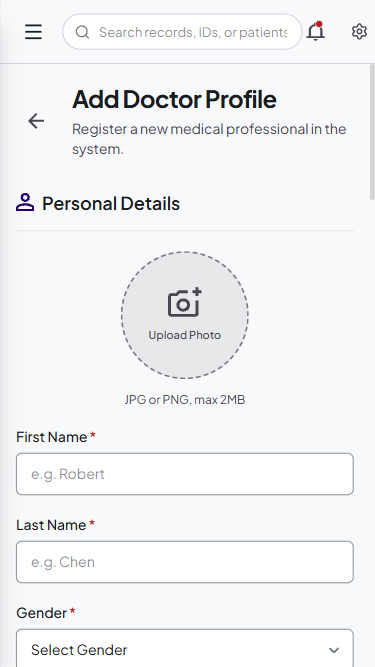 Search records, IDs, or patients
Add Doctor Profile
Register a new medical professional in the
system.
Personal Details
Upload Photo
JPG or PNG, max 2MB
First Name *
e.g. Robert
Last Name *
e.g. Chen
Gender *
Select Gender